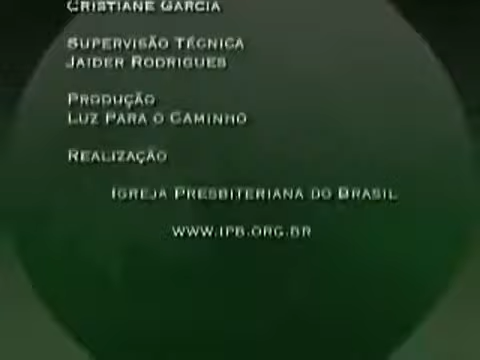 CRISTIANE GARCIA
SUPERVISÃO TÉCNICA
JAIDER RODRIGUES
PRODUÇÃO
LUZ PARA O CAMINHO
REALIZAÇÃO
IGREJA PRESBITERIANA DO BRASIL
WWW.IPB.ORG.BR